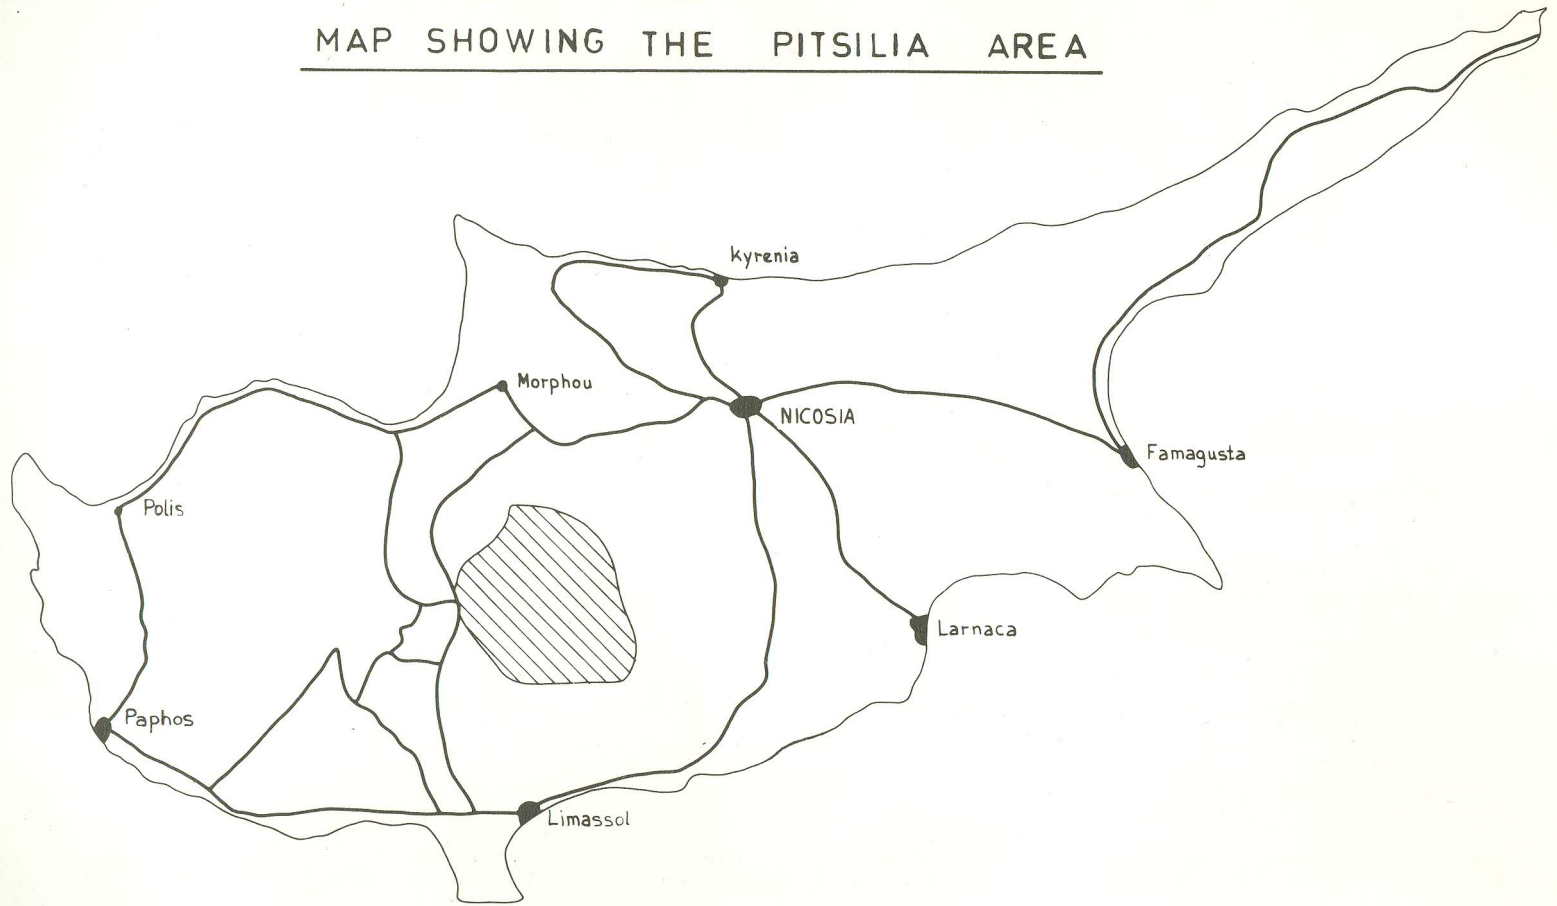 MAP SHOWING THE PITSILIA AREA
Kyrenia
Morphou
NICOSIA
Famagusta
Polis
Larnaca
Paphos
Limassol